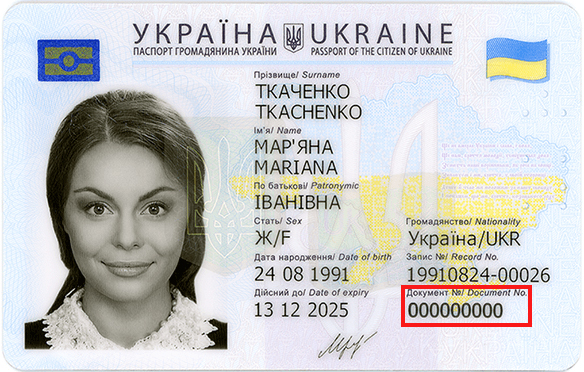 УКРАЇНА UKRAINE
ПАСПОРТ ГРОМАДЯНИНА УКРАЇНИ PASSPORT OF THE CITIZEN OF UKRAINE
Прізвище/ Surname
ТКАЧЕНКО
TKACHENKO
Ім'я/ Name
МАР'ЯНА
MARIANA
По батькові/ Patronymic
ІВАНІВНА
Стать/ Sex
Ж/F
Громадянство/ Nationality
Україна/UKR
Дата народження/ Date of birth
24 08 1991
Запис №/ Record No.
19910824-00026
Дійсний до/ Date of expiry
13 12 2025
Документ №/ Document No.
000000000